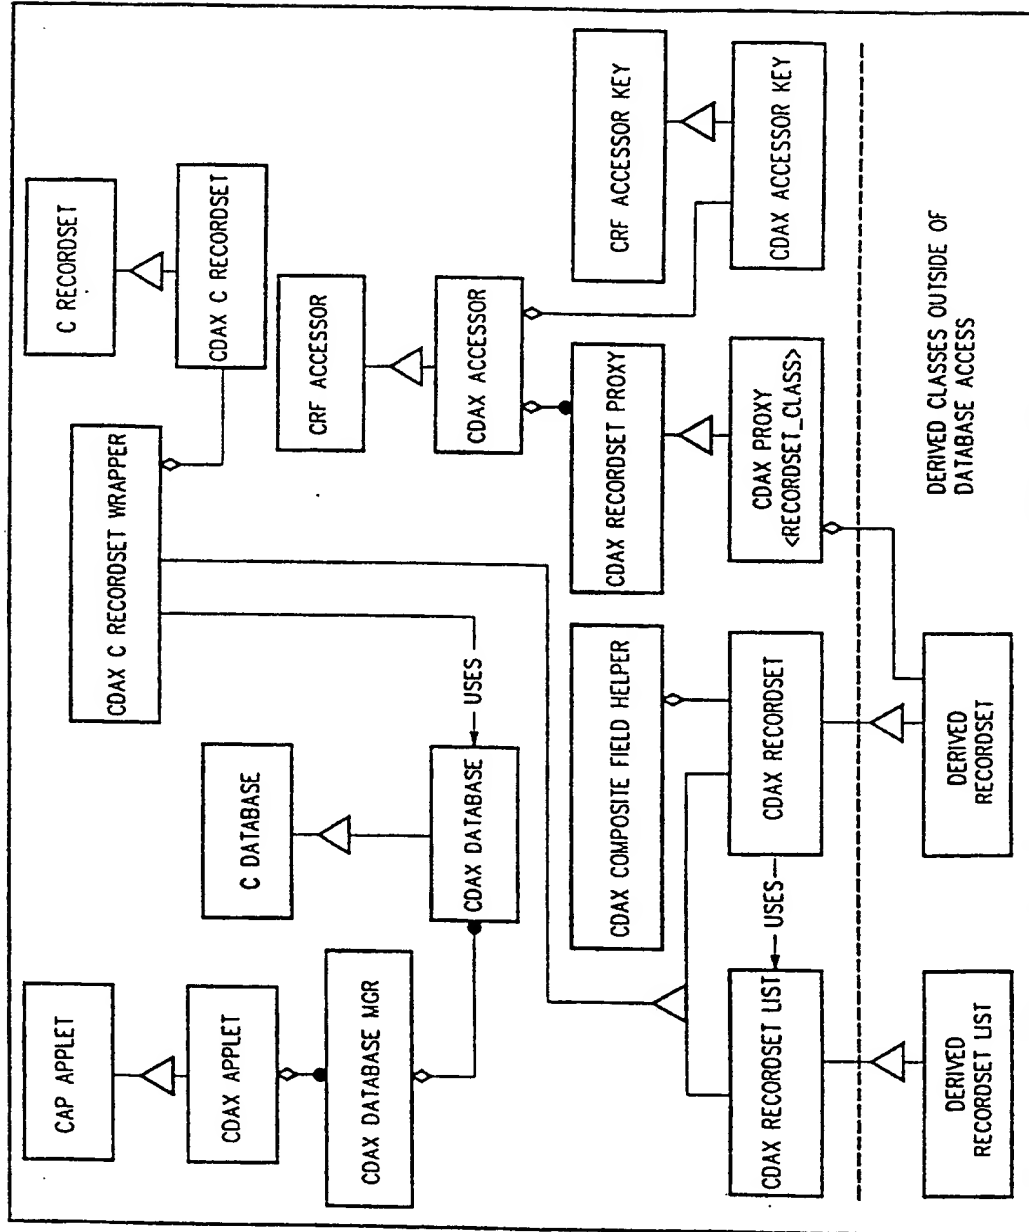 CAP APPLET
C RECORDSET
CDAX APPLET
CDAX C RECORDSET WRAPPER
CDAX C RECORDSET
C DATABASE
CRF ACCESSOR
CDAX DATABASE MGR
USES
CDAX DATABASE
CDAX ACCESSOR
CDAX COMPOSITE FIELD HELPER
CDAX RECORDSET PROXY
CRF ACCESSOR KEY
CDAX RECORDSET LIST
USES
CDAX RECORDSET
CDAX PROXY
<RECORDSET_CLASS>
CDAX ACCESSOR KEY
DERIVED
RECORDSET LIST
DERIVED
RECORDSET
DERIVED CLASSES OUTSIDE OF
DATABASE ACCESS